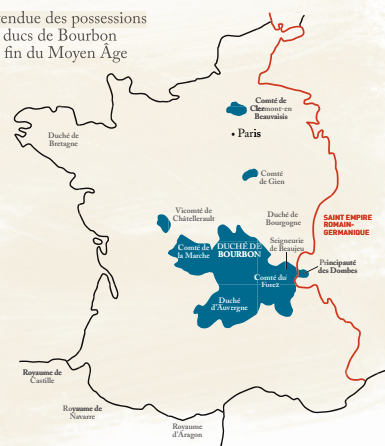 endue des possessions
ducs de Bourbon
fin du Moyen Âge
Comté de
Clermont-en
Beauvaisis
• Paris
Duché de
Bretagne
Comté
de Gien
Vicomté de
Châtellerault
Duché de
Bourgogne
SAINT EMPIRE
ROMAIN-
GERMANIQUE
Seigneurie
de Beaujeu
DUCHÉ DE
BOURBON
Comté de
la Marche
Principauté
des Dombes
Comté du
Forez
Duché
d'Auvergne
Royaume de
Castille
Royaume de
Navarre
Royaume
d'Aragon